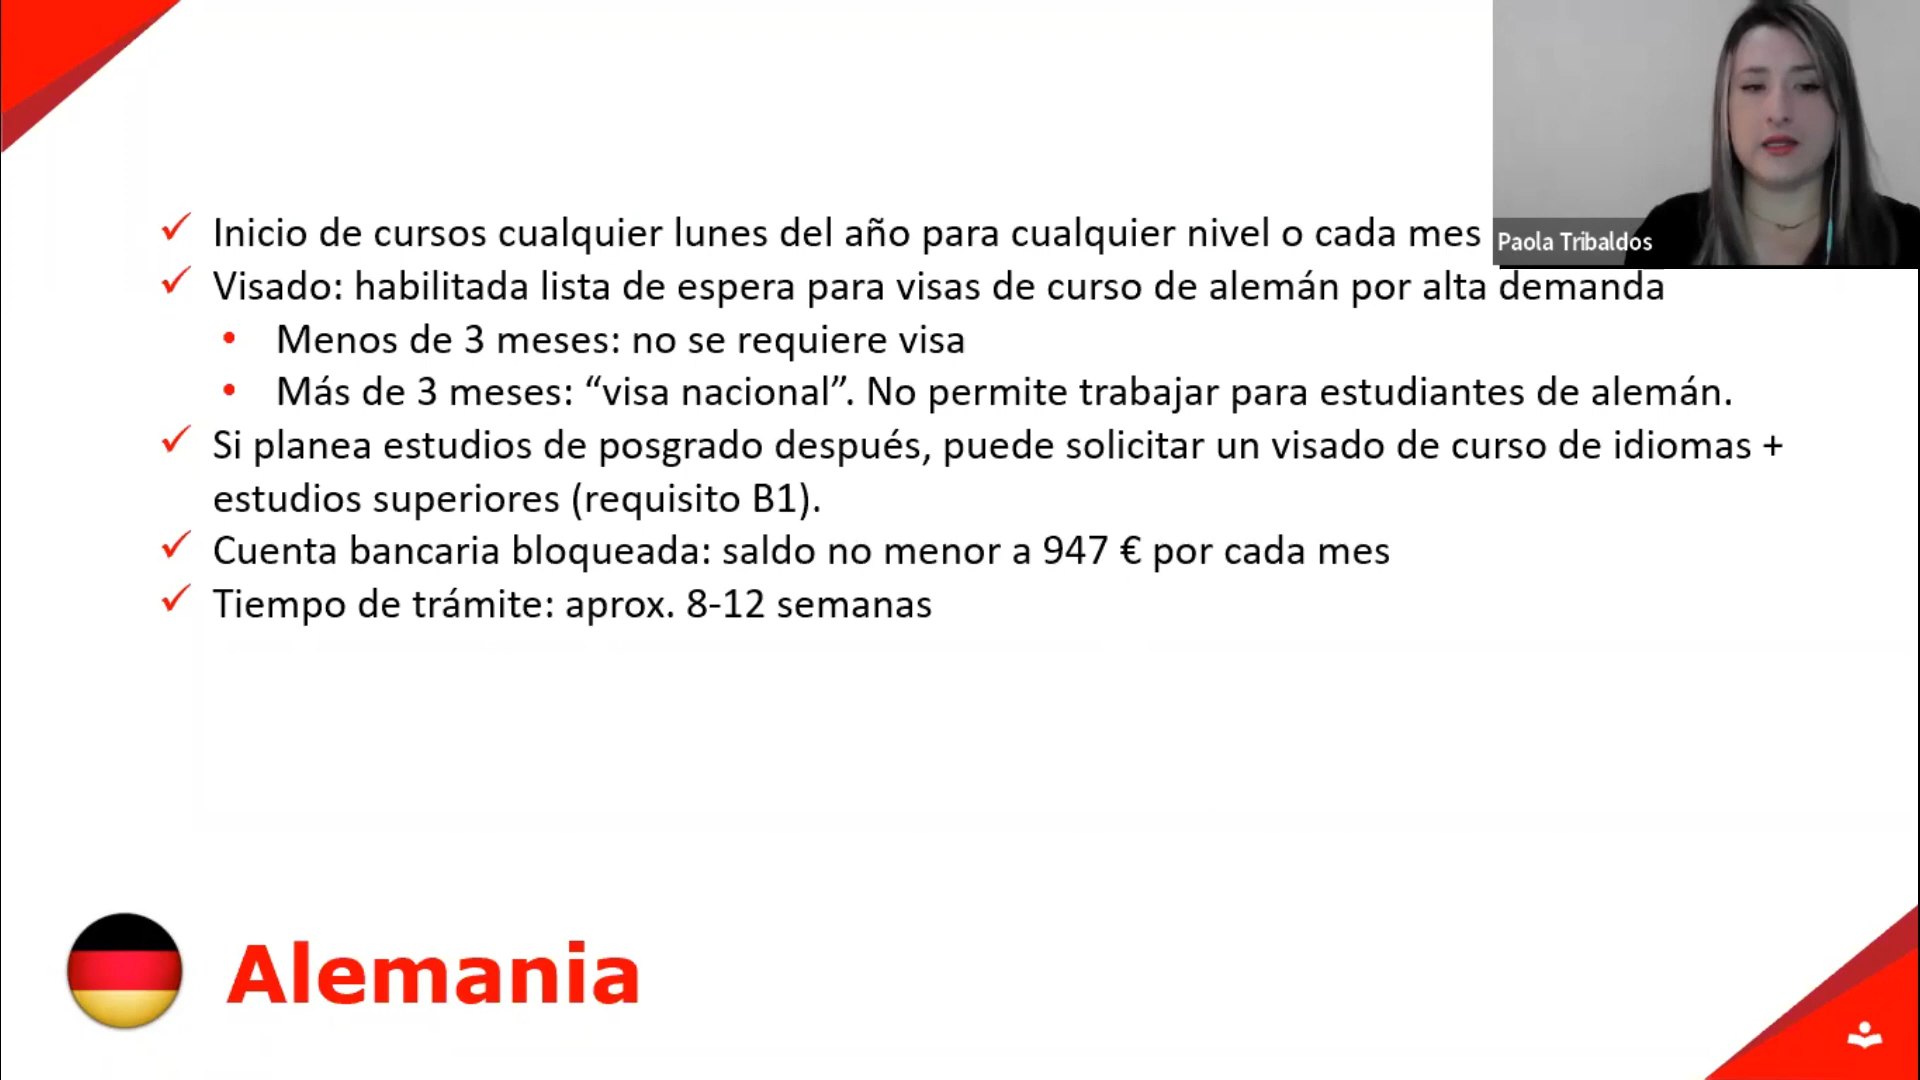 Inicio de cursos cualquier lunes del año para cualquier nivel o cada mes
Paola Tribaldos
Visado: habilitada lista de espera para visas de curso de alemán por alta demanda
Menos de 3 meses: no se requiere visa
Más de 3 meses: “visa nacional”. No permite trabajar para estudiantes de alemán.
Si planea estudios de posgrado después, puede solicitar un visado de curso de idiomas +
estudios superiores (requisito B1).
Cuenta bancaria bloqueada: saldo no menor a 947 € por cada mes
Tiempo de trámite: aprox. 8-12 semanas
Alemania